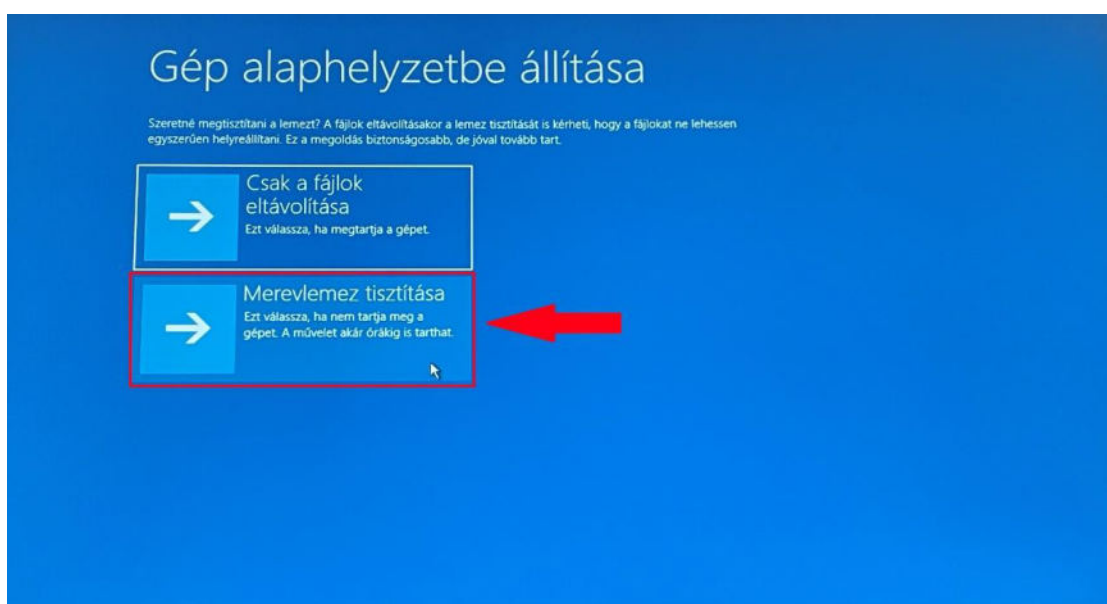 Gép alaphelyzetbe állítása
Szeretné megtisztítani a lemezt? A fájlok eltávolításakor a lemez tisztítását is kérheti, hogy a fájlokat ne lehessen
egyszerűen helyreállítani. Ez a megoldás biztonságosabb, de jóval tovább tart.
Csak a fájlok
eltávolítása
Ezt válassza, ha megtartja a gépet.
Merevlemez tisztítása
Ezt válassza, ha nem tartja meg a
gépet. A művelet akár órákig is tarthat.